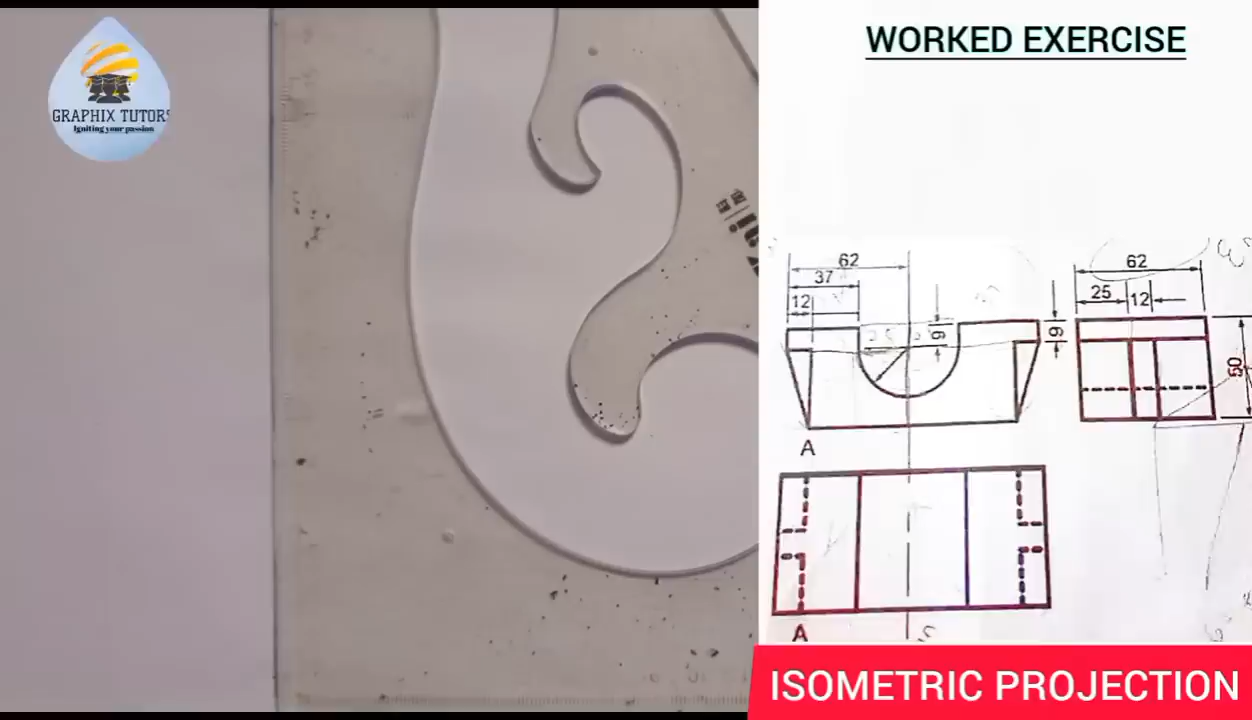 GRAPHIX TUTORS
Igniting your passion
WORKED EXERCISE
62
37
12
9
9
62
25
12
50
A
A
ISOMETRIC PROJECTION